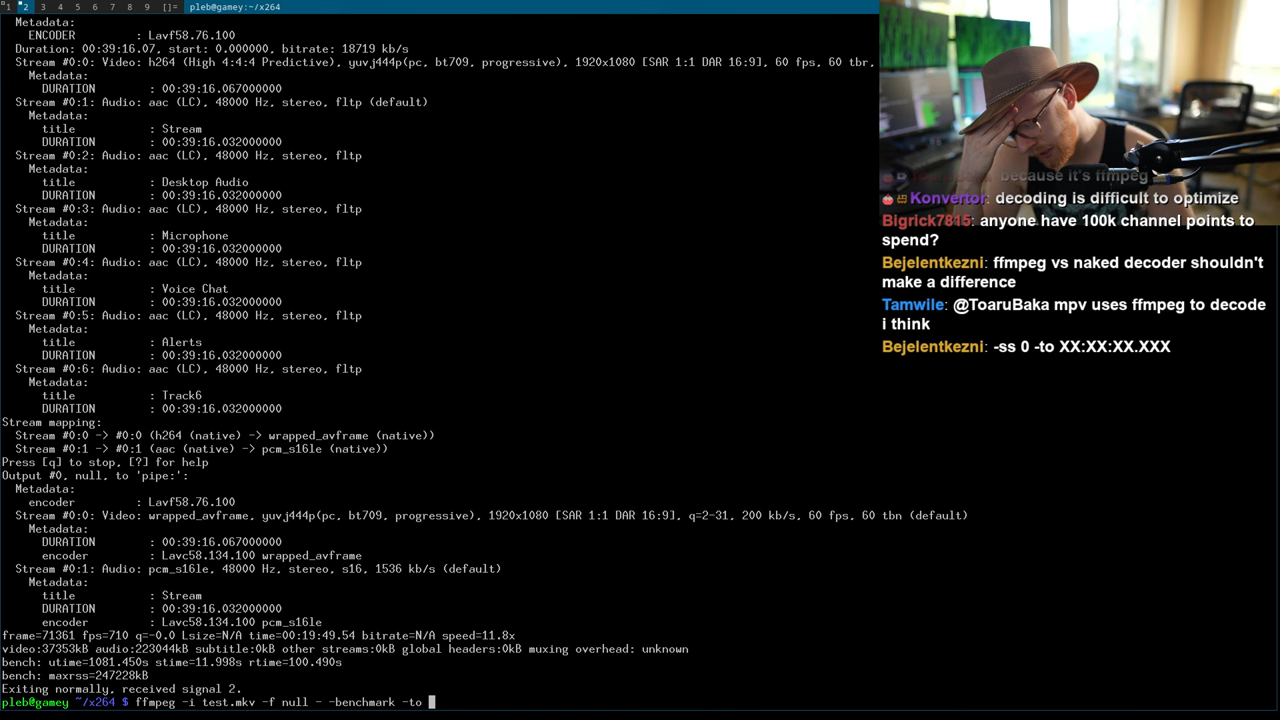 1 2 3 4 5 6 7 8 9 []= pleb@gamey:~/x264
Metadata:
ENCODER : Lavf58.76.100
Duration: 00:39:16.07, start: 0.000000, bitrate: 18719 kb/s
Stream #0:0: Video: h264 (High 4:4:4 Predictive), yuvj444p(pc, bt709, progressive), 1920x1080 [SAR 1:1 DAR 16:9], 60 fps, 60 tbr,
Metadata:
DURATION : 00:39:16.067000000
Stream #0:1: Audio: aac (LC), 48000 Hz, stereo, fltp (default)
Metadata:
title : Stream
DURATION : 00:39:16.032000000
Stream #0:2: Audio: aac (LC), 48000 Hz, stereo, fltp
Metadata:
title : Desktop Audio
DURATION : 00:39:16.032000000
Stream #0:3: Audio: aac (LC), 48000 Hz, stereo, fltp
Metadata:
title : Microphone
DURATION : 00:39:16.032000000
Stream #0:4: Audio: aac (LC), 48000 Hz, stereo, fltp
Metadata:
title : Voice Chat
DURATION : 00:39:16.032000000
Stream #0:5: Audio: aac (LC), 48000 Hz, stereo, fltp
Metadata:
title : Alerts
DURATION : 00:39:16.032000000
Stream #0:6: Audio: aac (LC), 48000 Hz, stereo, fltp
Metadata:
title : Track6
DURATION : 00:39:16.032000000
Stream mapping:
Stream #0:0 -> #0:0 (h264 (native) -> wrapped_avframe (native))
Stream #0:1 -> #0:1 (aac (native) -> pcm_s16le (native))
Press [q] to stop, [?] for help
Output #0, null, to 'pipe:':
Metadata:
encoder : Lavf58.76.100
Stream #0:0: Video: wrapped_avframe, yuvj444p(pc, bt709, progressive), 1920x1080 [SAR 1:1 DAR 16:9], q=2-31, 200 kb/s, 60 fps, 60 tbn (default)
Metadata:
DURATION : 00:39:16.067000000
encoder : Lavc58.134.100 wrapped_avframe
Stream #0:1: Audio: pcm_s16le, 48000 Hz, stereo, s16, 1536 kb/s (default)
Metadata:
title : Stream
DURATION : 00:39:16.032000000
encoder : Lavc58.134.100 pcm_s16le
frame=71361 fps=710 q=-0.0 Lsize=N/A time=00:19:49.54 bitrate=N/A speed=11.8x
video:37353kB audio:223044kB subtitle:0kB other streams:0kB global headers:0kB muxing overhead: unknown
bench: utime=1081.450s stime=11.998s rtime=100.490s
bench: maxrss=247228kB
Exiting normally, received signal 2.
pleb@gamey ~/x264 $ ffmpeg -i test.mkv -f null - -benchmark -to
because it's ffmpeg
Konvertor: decoding is difficult to optimize
Bigrick7815: anyone have 100k channel points to
spend?
Bejelentkezni: ffmpeg vs naked decoder shouldn't
make a difference
Tamwile: @ToaruBaka mpv uses ffmpeg to decode
i think
Bejelentkezni: -ss 0 -to XX:XX:XX.XXX